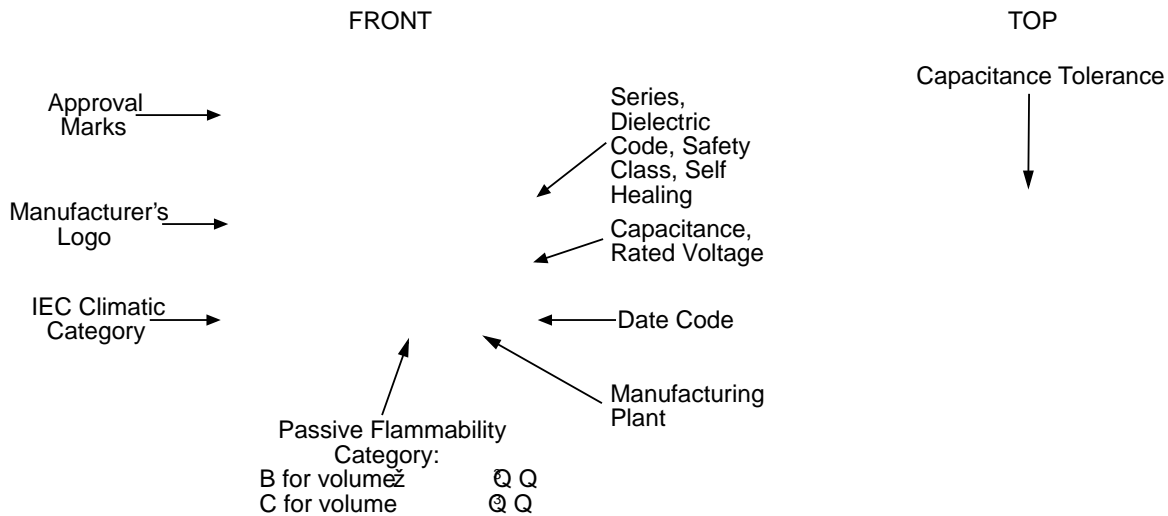 FRONT
TOP
Capacitance Tolerance
Approval
Marks
Series,
Dielectric
Code, Safety
Class, Self
Healing
Manufacturer's
Logo
Capacitance,
Rated Voltage
IEC Climatic
Category
Date Code
Manufacturing
Plant
Passive Flammability
Category:
B for volume
C for volume